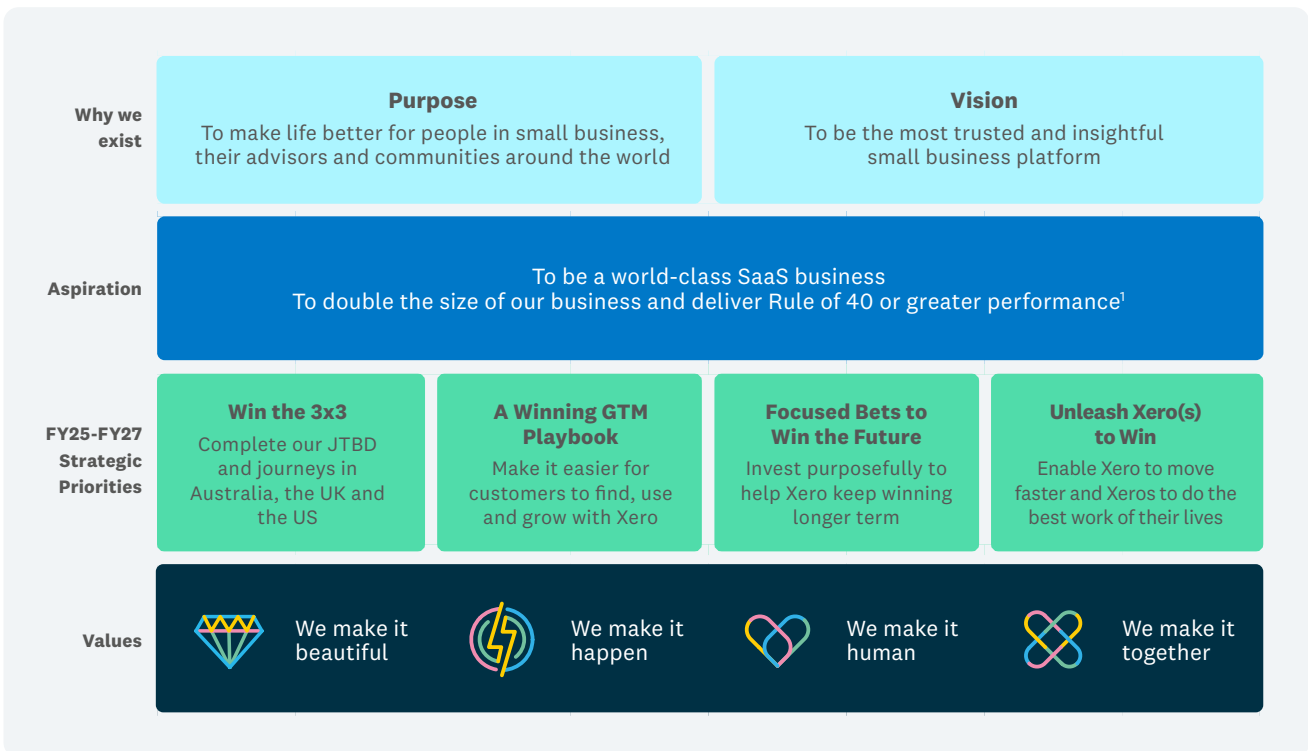 Why we
exist
Purpose
To make life better for people in small business,
their advisors and communities around the world
Vision
To be the most trusted and insightful
small business platform
Aspiration
To be a world-class SaaS business
To double the size of our business and deliver Rule of 40 or greater performance¹
FY25-FY27
Strategic
Priorities
Win the 3x3
Complete our JTBD
and journeys in
Australia, the UK and
the US
A Winning GTM
Playbook
Make it easier for
customers to find, use
and grow with Xero
Focused Bets to
Win the Future
Invest purposefully to
help Xero keep winning
longer term
Unleash Xero(s)
to Win
Enable Xero to move
faster and Xeros to do the
best work of their lives
Values
We make it
beautiful
We make it
happen
We make it
human
We make it
together